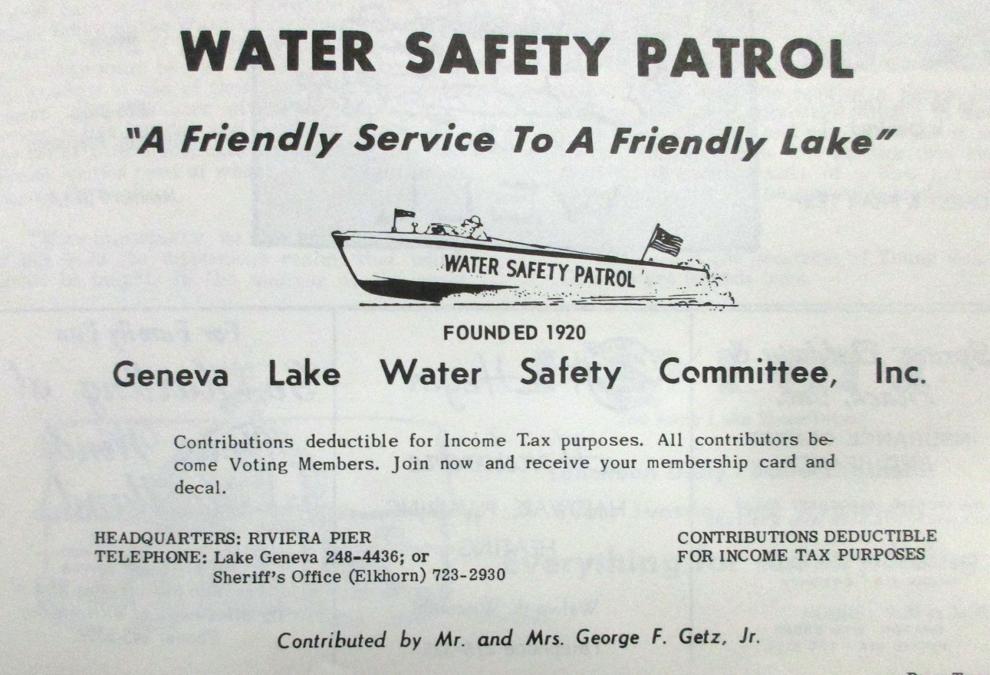 WATER SAFETY PATROL
"A Friendly Service To A Friendly Lake"
WATER SAFETY PATROL
FOUNDED 1920
Geneva Lake Water Safety Committee, Inc.
Contributions deductible for Income Tax purposes. All contributors be-
come Voting Members. Join now and receive your membership card and
decal.
HEADQUARTERS: RIVIERA PIER
TELEPHONE: Lake Geneva 248-4436; or
Sheriff's Office (Elkhorn) 723-2930
CONTRIBUTIONS DEDUCTIBLE
FOR INCOME TAX PURPOSES
Contributed by Mr. and Mrs. George F. Getz, Jr.